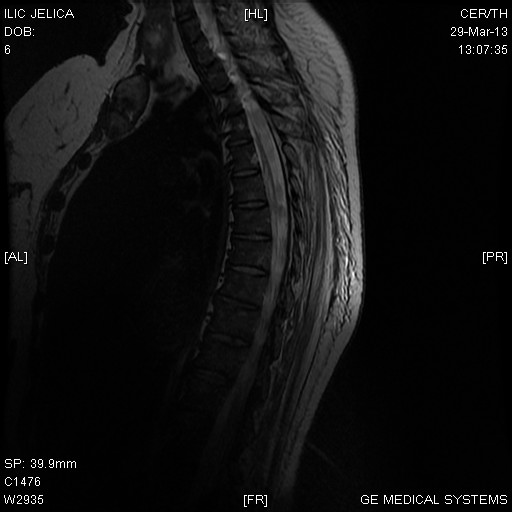 ILIC JELICA
DOB:
6
[HL]
CER/TH
29-Mar-13
13:07:35
[AL]
[PR]
SP: 39.9mm
C1476
W2935
[FR]
GE MEDICAL SYSTEMS